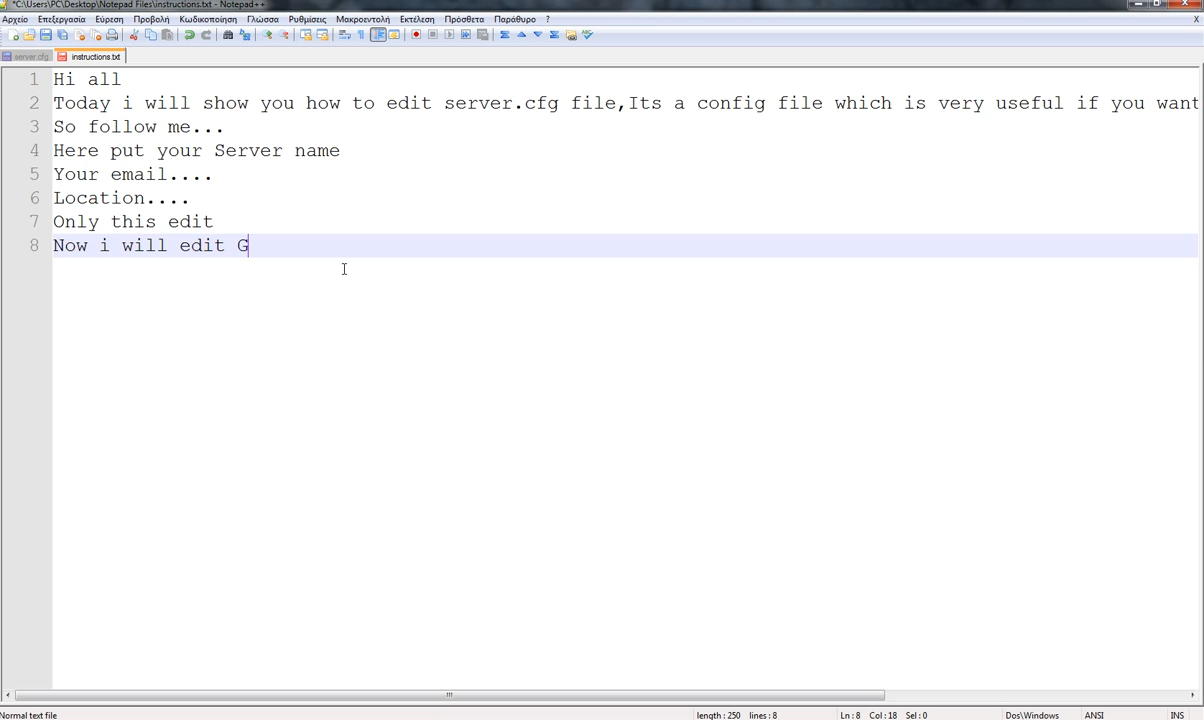 *C:\Users\PC\Desktop\Notepad Files\instructions.txt - Notepad++
Αρχείο Επεξεργασία Εύρεση Προβολή Κωδικοποίηση Γλώσσα Ρυθμίσεις Μακροεντολή Εκτέλεση Πρόσθετα Παράθυρο ? X
server.cfg instructions.txt
1 Hi all
2 Today i will show you how to edit server.cfg file,Its a config file which is very useful if you want
3 So follow me...
4 Here put your Server name
5 Your email....
6 Location....
7 Only this edit
8 Now i will edit G
Normal text file length : 250 lines : 8 Ln : 8 Col : 18 Sel : 0 Dos\Windows ANSI INS